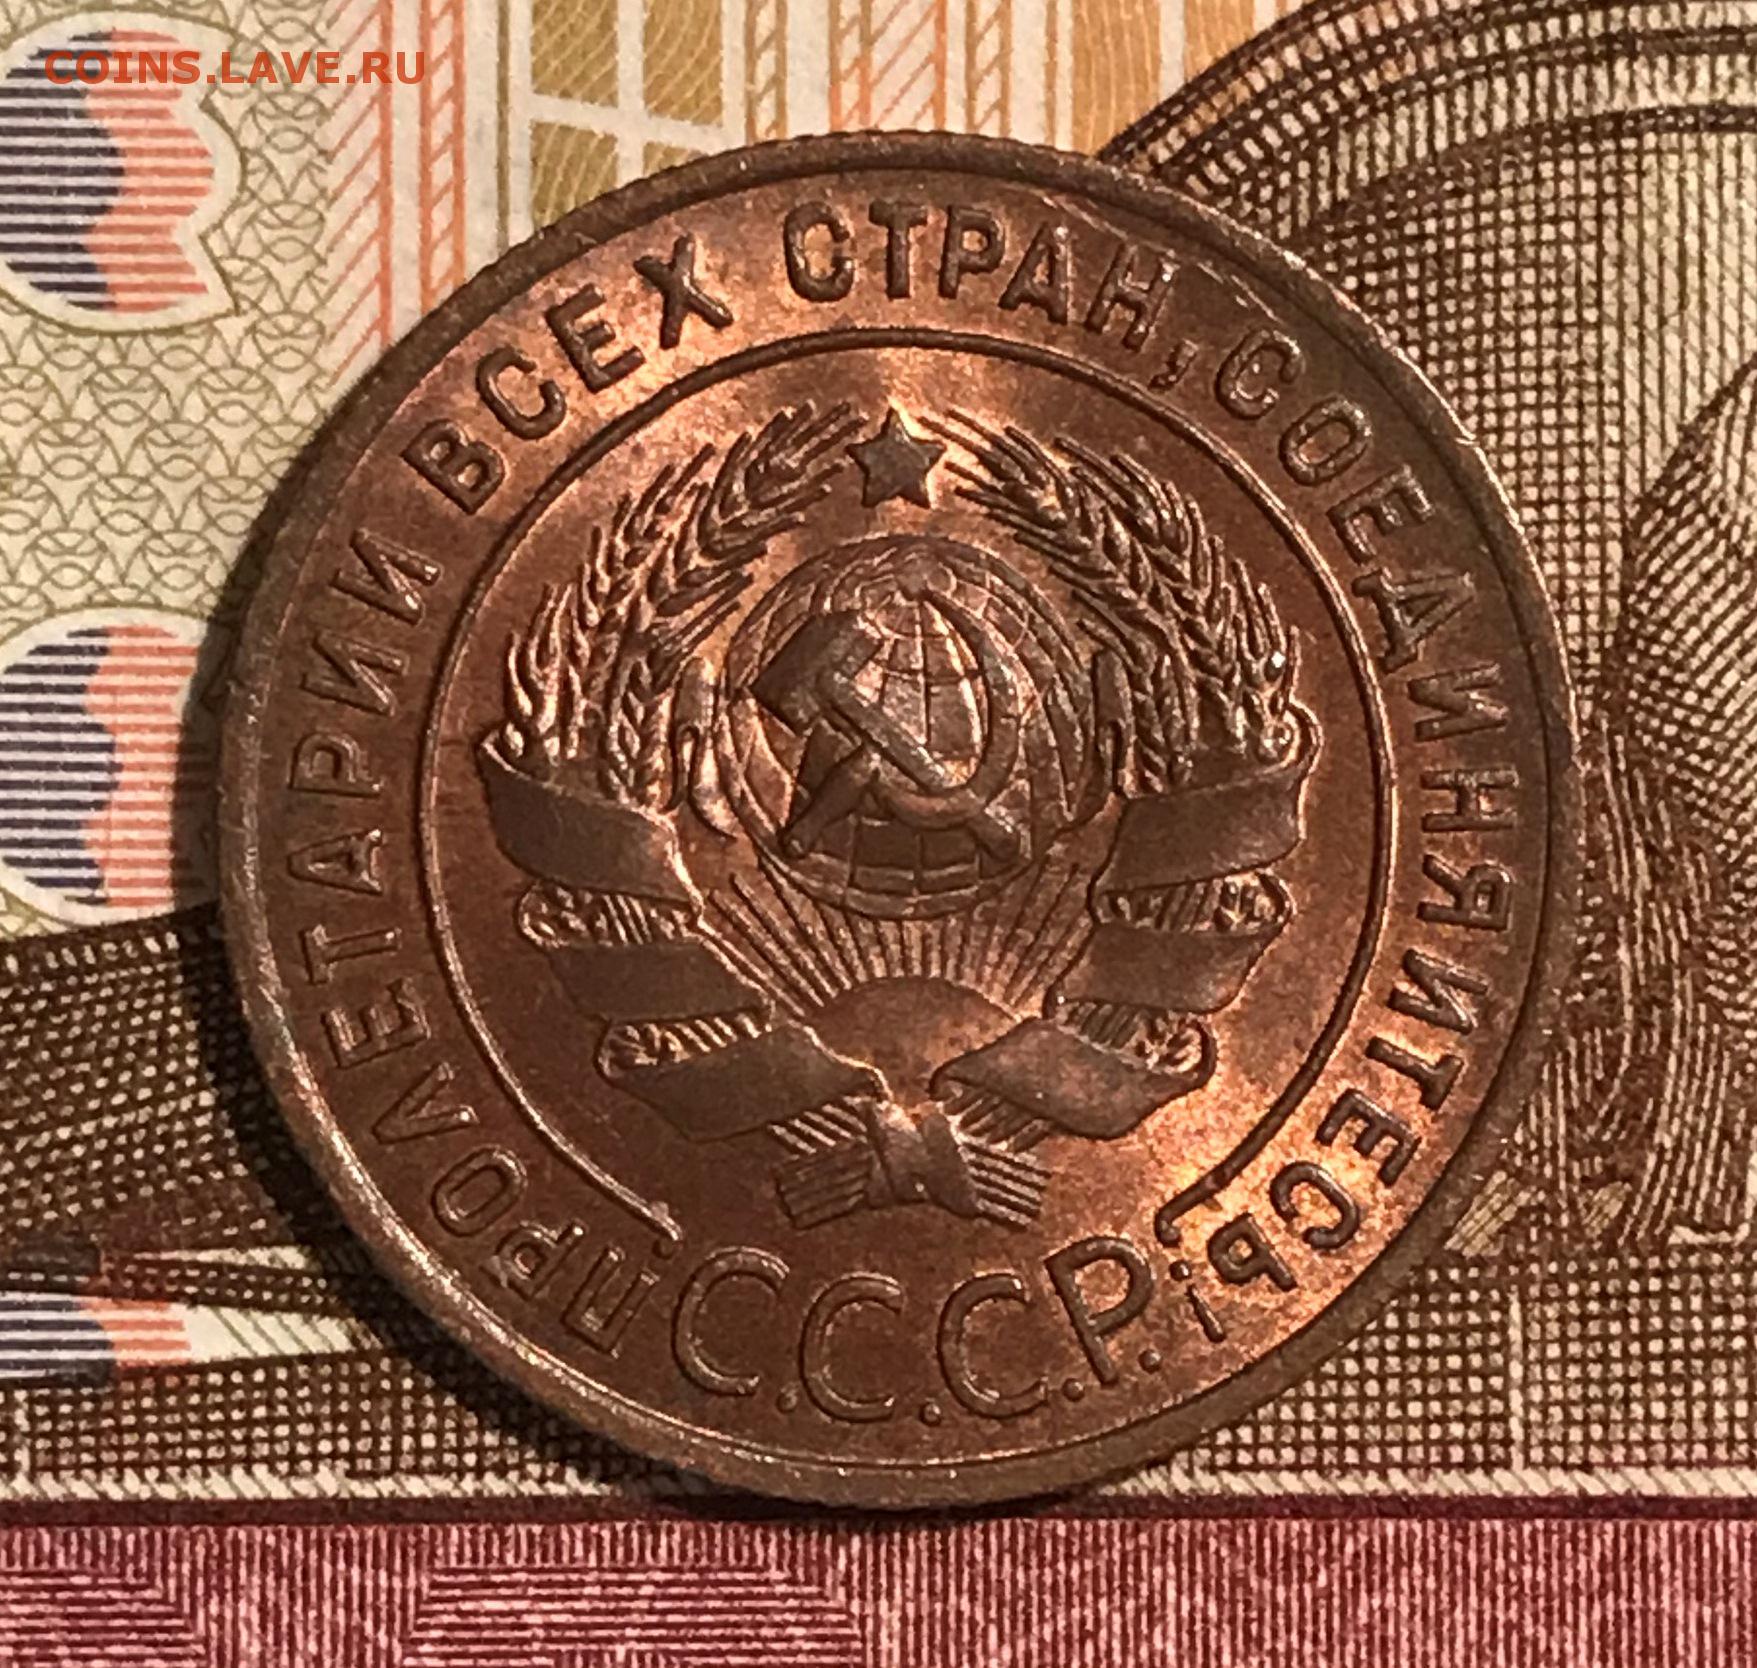 COINS.LAVE.RU
ПРОЛЕТАРИИ ВСЕХ СТРАН, СОЕДИНЯЙТЕСЬ!
С.С.С.Р.